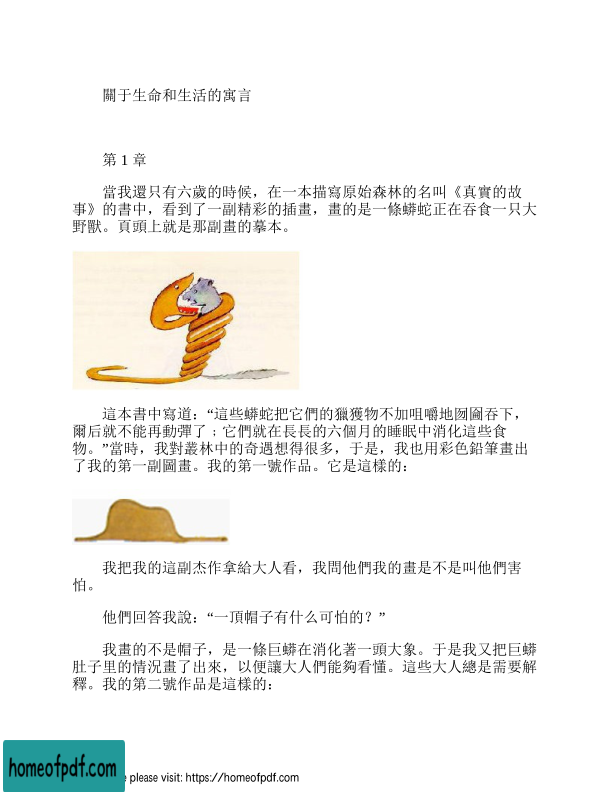 關于生命和生活的寓言
第 1 章
當我還只有六歲的時候，在一本描寫原始森林的名叫《真實的故
事》的書中，看到了一副精彩的插畫，畫的是一條蟒蛇正在吞食一只大
野獸。頁頭上就是那副畫的摹本。
這本書中寫道：“這些蟒蛇把它們的獵獲物不加咀嚼地囫圇吞下，
爾后就不能再動彈了﹔它們就在長長的六個月的睡眠中消化這些食
物。”當時，我對叢林中的奇遇想得很多，于是，我也用彩色鉛筆畫出
了我的第一副圖畫。我的第一號作品。它是這樣的：
我把我的這副杰作拿給大人看，我問他們我的畫是不是叫他們害
怕。
他們回答我說：“一頂帽子有什么可怕的？”
我畫的不是帽子，是一條巨蟒在消化著一頭大象。于是我又把巨蟒
肚子里的情況畫了出來，以便讓大人們能夠看懂。這些大人總是需要解
釋。我的第二號作品是這樣的：
homeofpdf.com
please visit: https://homeofpdf.com